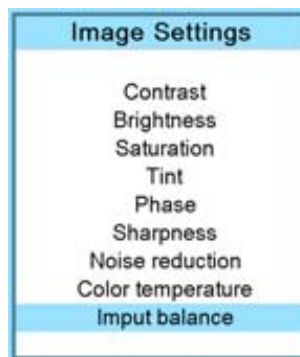 Image Settings
Contrast
Brightness
Saturation
Tint
Phase
Sharpness
Noise reduction
Color temperature
Imput balance